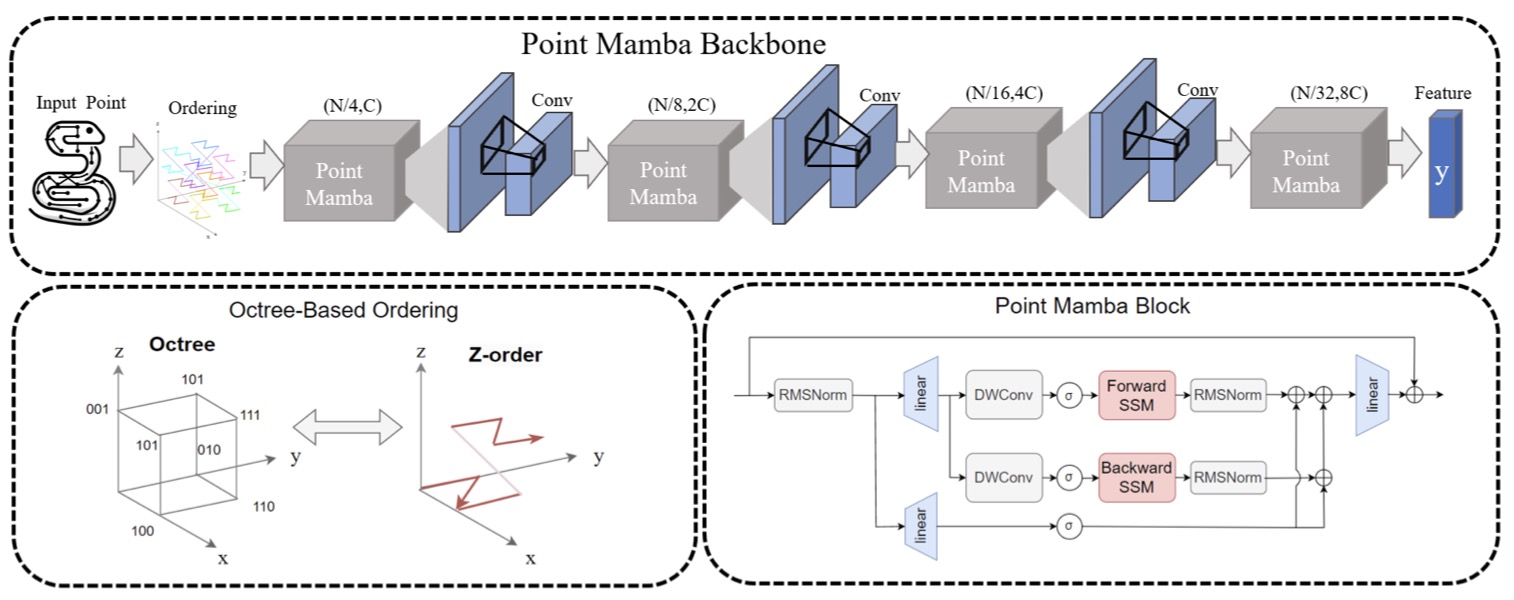 Point Mamba Backbone
Input Point
Ordering
(N/4,C)
Conv
(N/8,2C)
Conv
(N/16,4C)
Conv
(N/32,8C)
Feature
z
y
x
Point
Mamba
Point
Mamba
Point
Mamba
Point
Mamba
y
Octree-Based Ordering
Octree
z
101
001
111
101
010
y
110
100
x
Z-order
z
y
x
Point Mamba Block
RMSNorm
linear
DWConv
σ
Forward
SSM
RMSNorm
linear
DWConv
σ
Backward
SSM
RMSNorm
linear
σ